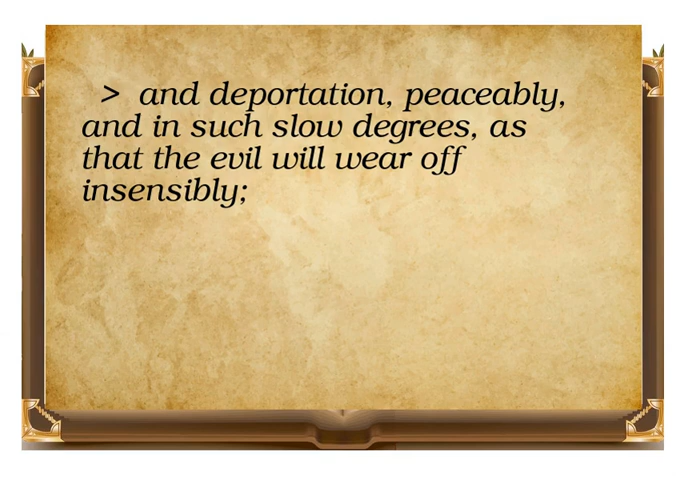 > and deportation, peaceably,
and in such slow degrees, as
that the evil will wear off
insensibly;